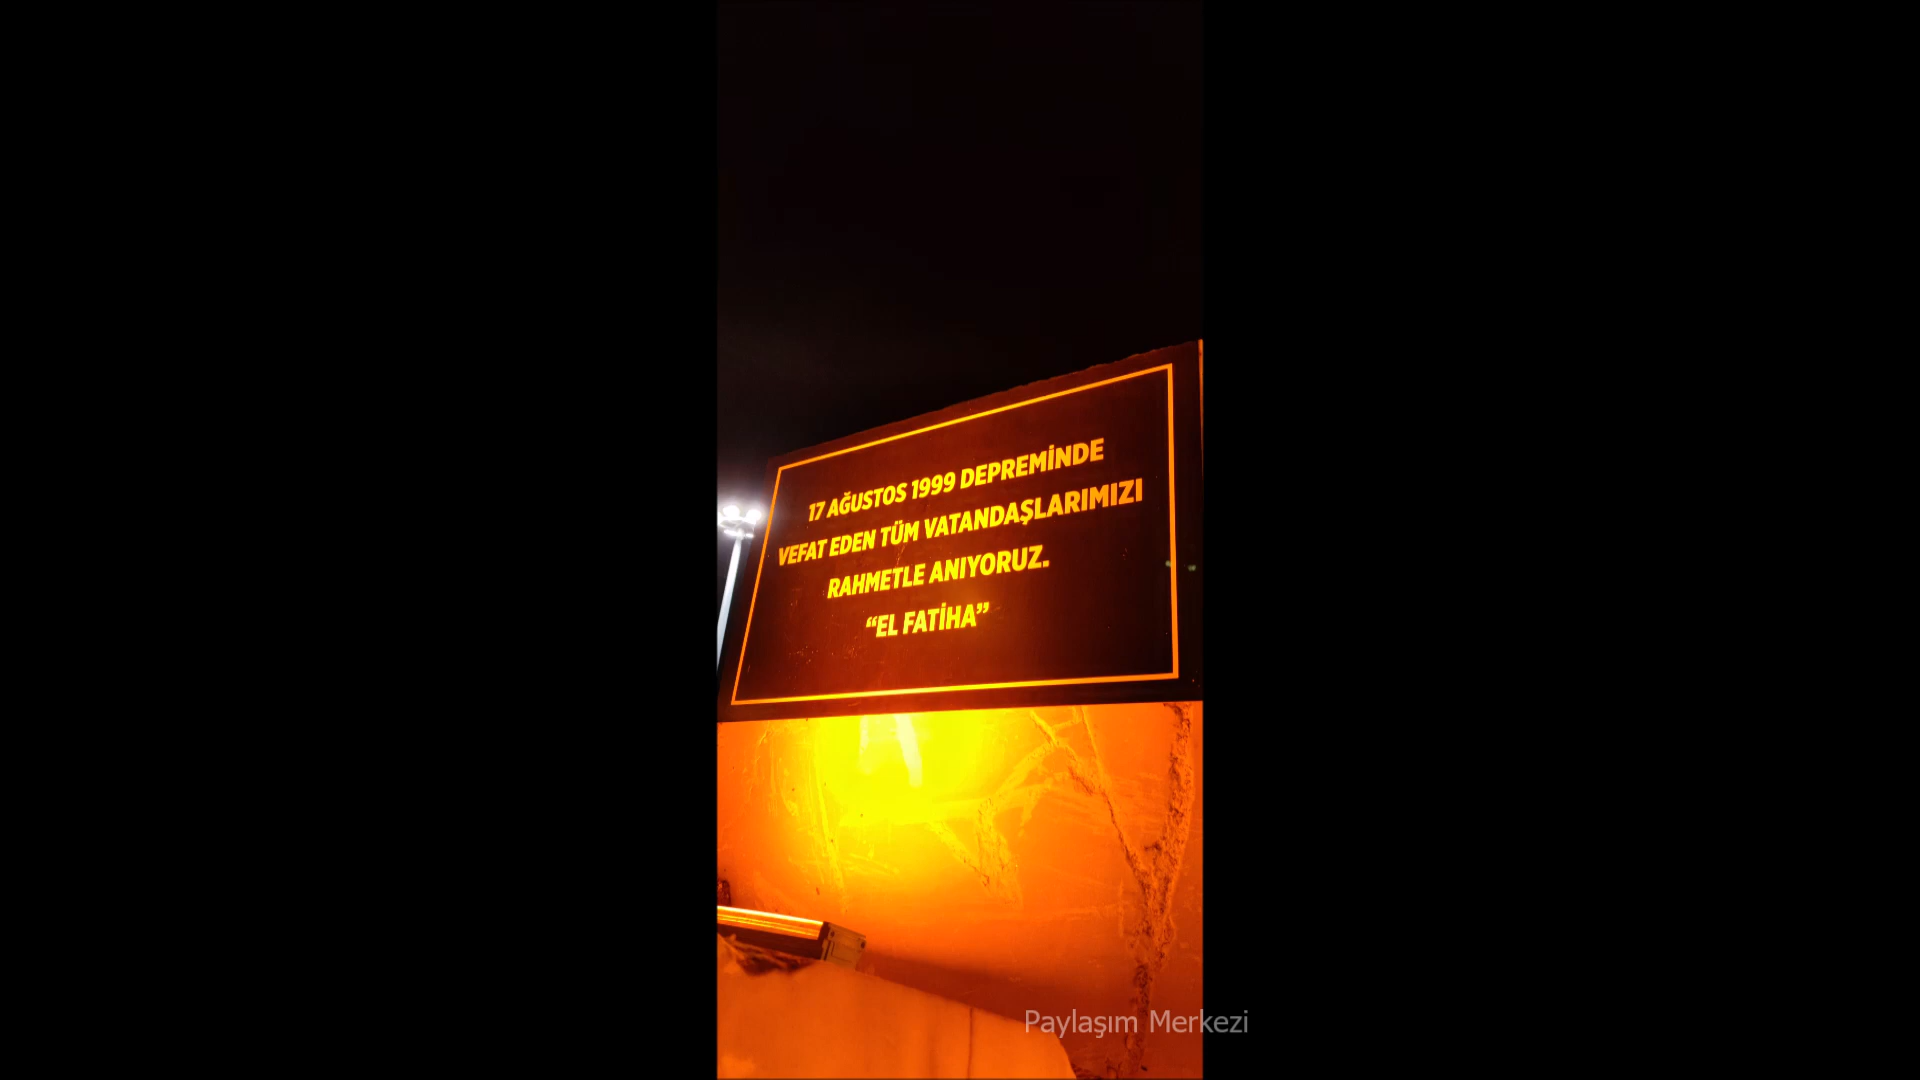 17 AĞUSTOS 1999 DEPREMİNDE
VEFAT EDEN TÜM VATANDAŞLARIMIZI
RAHMETLE ANIYORUZ.
“EL FATİHA”
Paylaşım Merkezi